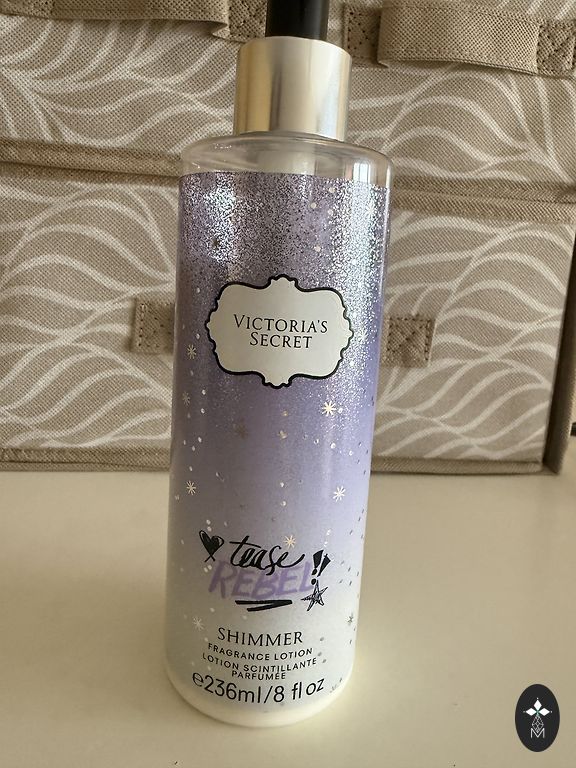 VICTORIA'S
SECRET
tease
REBEL!!
SHIMMER
FRAGRANCE LOTION
LOTION SCINTILLANTE
PARFUMÉE
℮236ml/8 fl oz